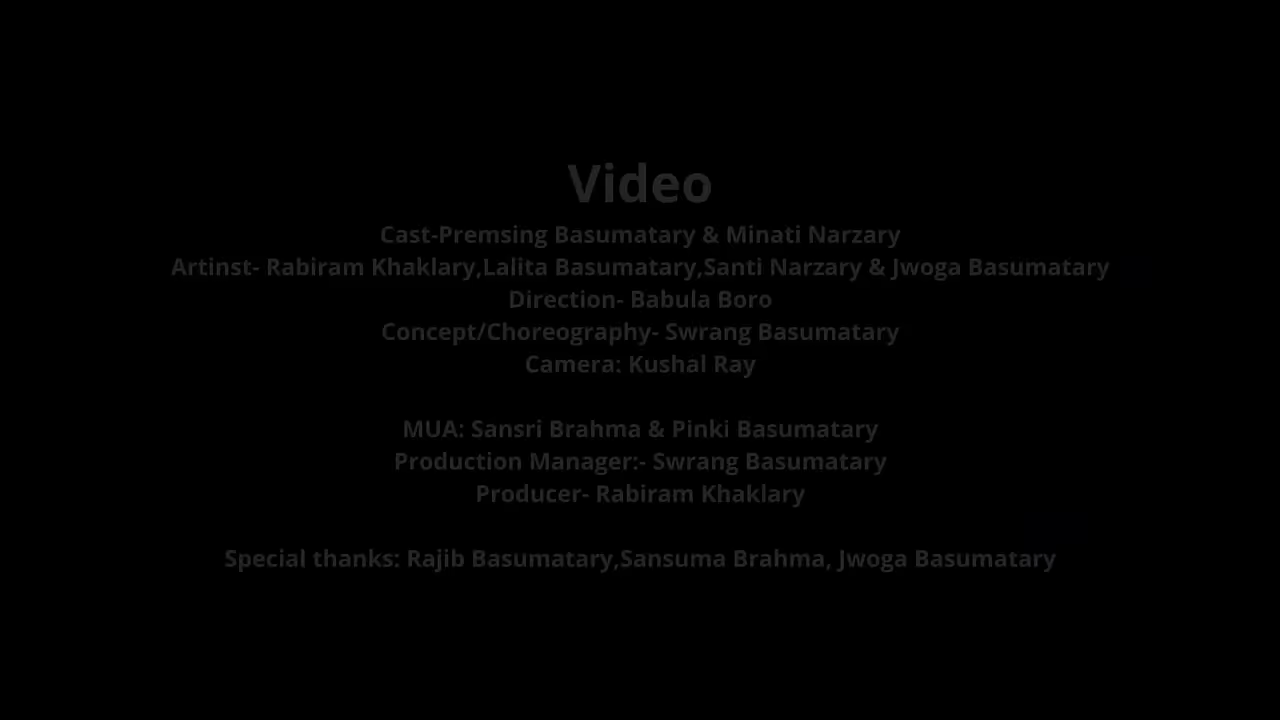 Video
Cast-Premsing Basumatary & Minati Narzary
Artinst- Rabiram Khaklary,Lalita Basumatary,Santi Narzary & Jwoga Basumatary
Direction- Babula Boro
Concept/Choreography- Swrang Basumatary
Camera: Kushal Ray
MUA: Sansri Brahma & Pinki Basumatary
Production Manager:- Swrang Basumatary
Producer- Rabiram Khaklary
Special thanks: Rajib Basumatary,Sansuma Brahma, Jwoga Basumatary